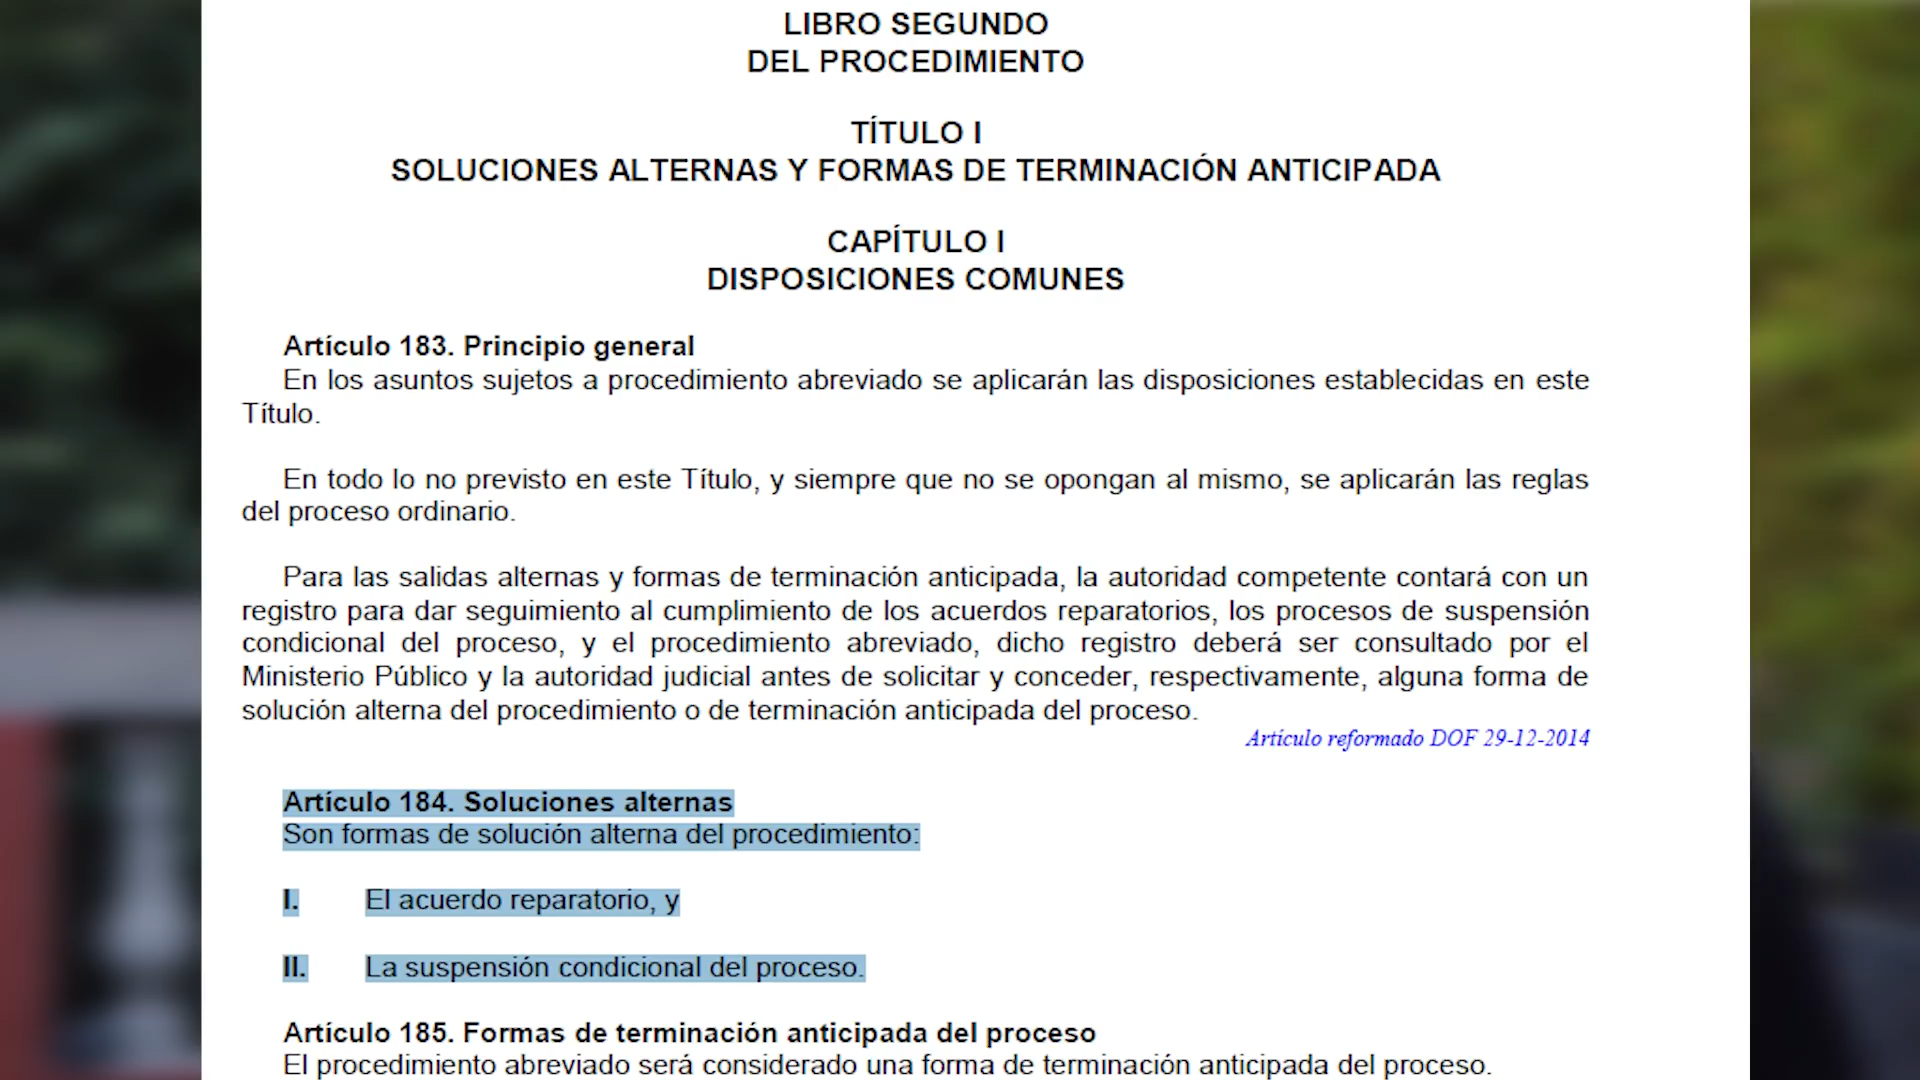 LIBRO SEGUNDO
DEL PROCEDIMIENTO
TÍTULO I
SOLUCIONES ALTERNAS Y FORMAS DE TERMINACIÓN ANTICIPADA
CAPÍTULO I
DISPOSICIONES COMUNES
Artículo 183. Principio general
En los asuntos sujetos a procedimiento abreviado se aplicarán las disposiciones establecidas en este
Título.
En todo lo no previsto en este Título, y siempre que no se opongan al mismo, se aplicarán las reglas
del proceso ordinario.
Para las salidas alternas y formas de terminación anticipada, la autoridad competente contará con un
registro para dar seguimiento al cumplimiento de los acuerdos reparatorios, los procesos de suspensión
condicional del proceso, y el procedimiento abreviado, dicho registro deberá ser consultado por el
Ministerio Público y la autoridad judicial antes de solicitar y conceder, respectivamente, alguna forma de
solución alterna del procedimiento o de terminación anticipada del proceso.
Artículo reformado DOF 29-12-2014
Artículo 184. Soluciones alternas
Son formas de solución alterna del procedimiento:
I. El acuerdo reparatorio, y
II. La suspensión condicional del proceso.
Artículo 185. Formas de terminación anticipada del proceso
El procedimiento abreviado será considerado una forma de terminación anticipada del proceso.